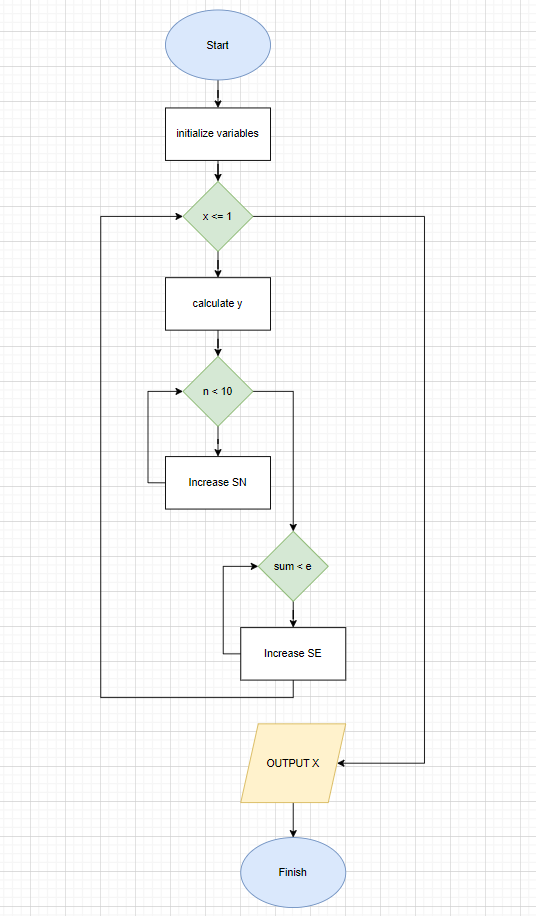 Start
initialize variables
x <= 1
calculate y
n < 10
Increase SN
sum < e
Increase SE
OUTPUT X
Finish